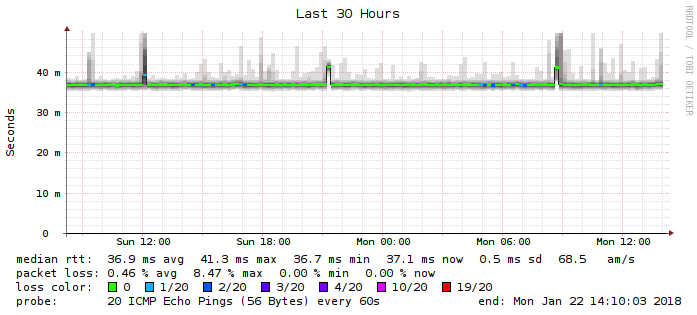 Last 30 Hours
RRDTOOL / TOBI OETIKER
Seconds
40 m
30 m
20 m
10 m
0
Sun 12:00 Sun 18:00 Mon 00:00 Mon 06:00 Mon 12:00
median rtt: 36.9 ms avg 41.3 ms max 36.7 ms min 37.1 ms now 0.5 ms sd 68.5 am/s
packet loss: 0.46 % avg 8.47 % max 0.00 % min 0.00 % now
loss color: 0 1/20 2/20 3/20 4/20 10/20 19/20
probe: 20 ICMP Echo Pings (56 Bytes) every 60s end: Mon Jan 22 14:10:03 2018